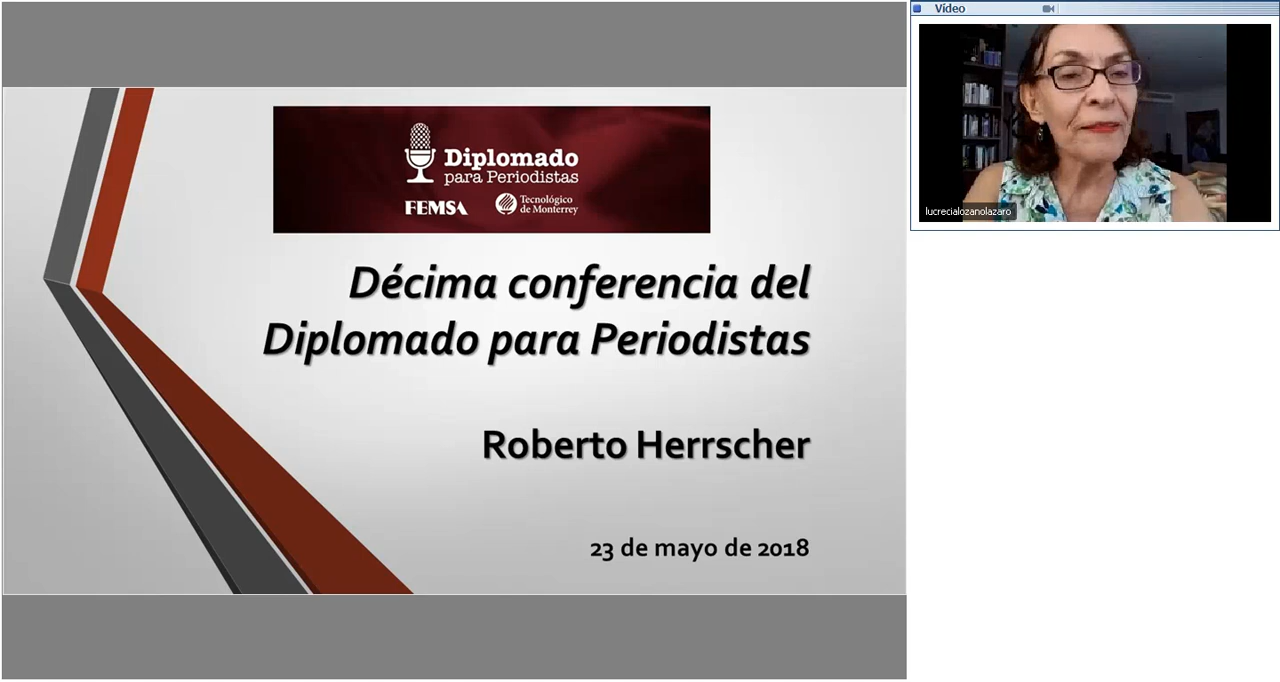 Diplomado
para Periodistas
FEMSA
Tecnológico
de Monterrey
Décima conferencia del
Diplomado para Periodistas
Roberto Herrscher
23 de mayo de 2018
Vídeo
lucrecialozanolazaro